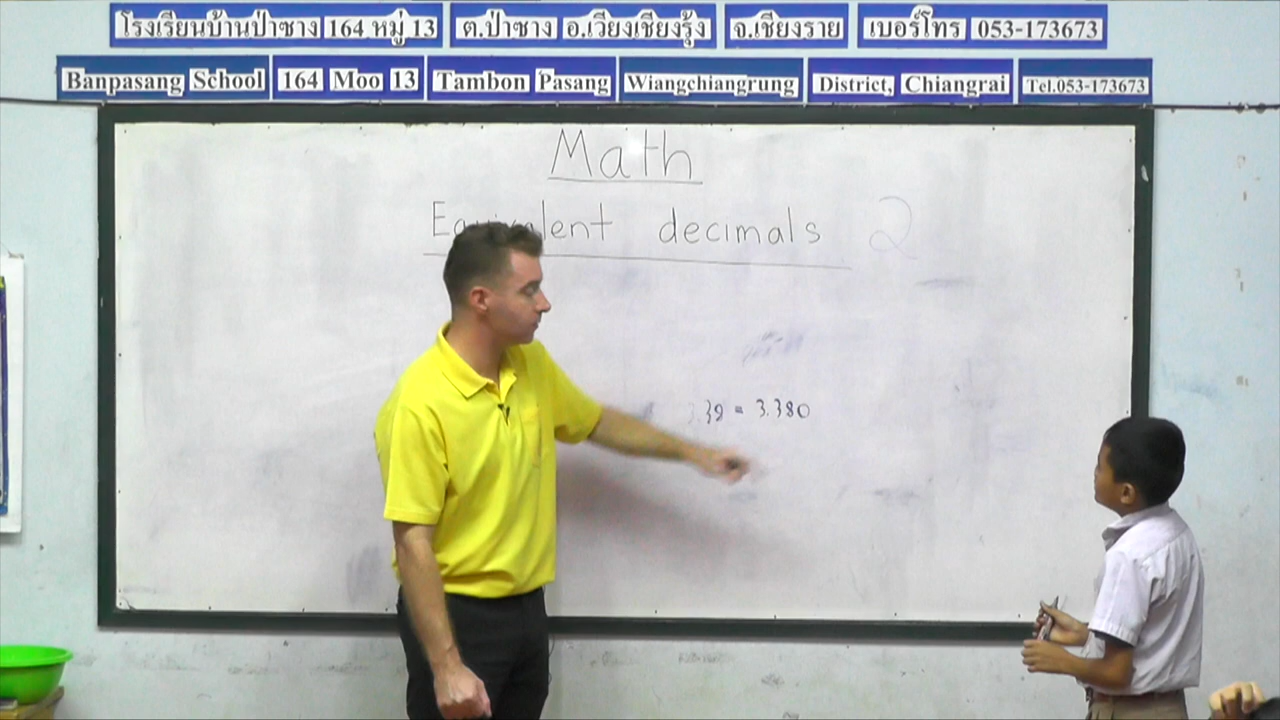 โรงเรียนบ้านป่าซาง 164 หมู่ 13 ต.ป่าซาง อ.เวียงเชียงรุ้ง จ.เชียงราย เบอร์โทร 053-173673
Banpasang School 164 Moo 13 Tambon Pasang Wiangchiangrung District, Chiangrai Tel.053-173673
Math
Equivalent decimals 2
3.38 = 3.380